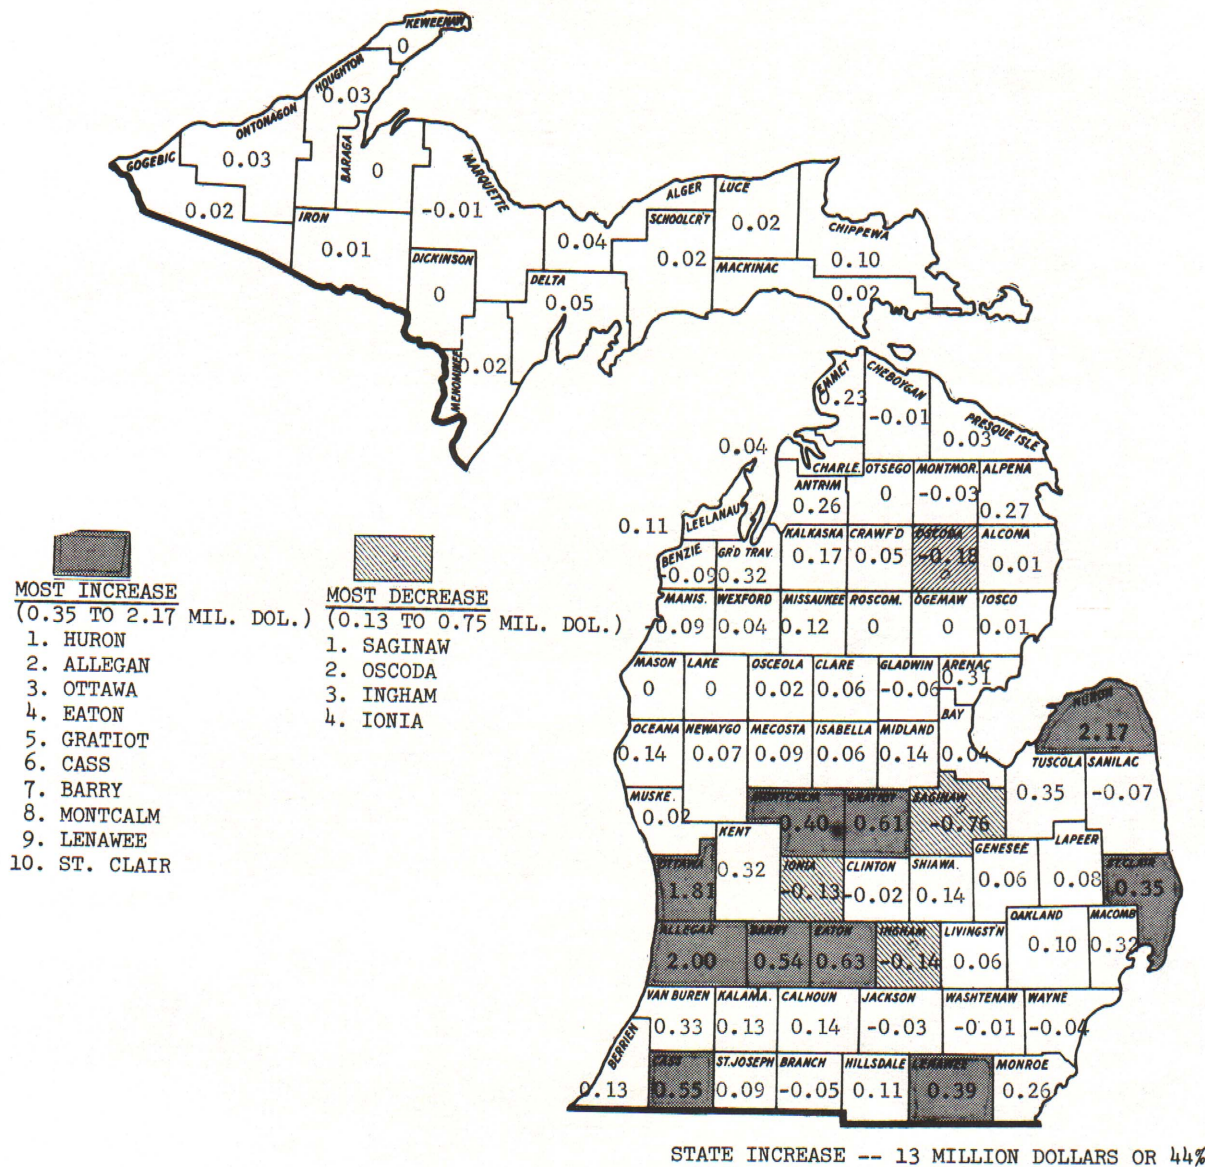 KEWEENAW
0
HOUGHTON
0.03
ONTONAGON
0.03
BARAGA
0
GOGEBIC
0.02
MARQUETTE
-0.01
IRON
0.01
DICKINSON
0
MENOMINEE
0.02
DELTA
0.05
ALGER
0.04
SCHOOLCR'T
0.02
LUCE
0.02
CHIPPEWA
0.10
MACKINAC
0.02
EMMET
0.23
CHEBOYGAN
-0.01
PRESQUE ISLE
0.03
0.04
CHARLE. OTSEGO MONTMOR. ALPENA
ANTRIM
0.26 0 -0.03 0.27
0.11 LEELANAU
KALKASKA CRAWF'D OSCODA ALCONA
0.17 0.05 -0.18 0.01
BENZIE GR'D TRAV.
-0.09 0.32
MANIS. WEXFORD MISSAUKEE ROSCOM. OGEMAW IOSCO
-0.09 0.04 0.12 0 0 0.01
MASON LAKE OSCEOLA CLARE GLADWIN ARENAC
0 0 0.02 0.06 -0.06 0.31
BAY
0.04
HURON
2.17
OCEANA NEWAYGO MECOSTA ISABELLA MIDLAND
0.14 0.07 0.09 0.06 0.14
TUSCOLA SANILAC
0.35 -0.07
MUSKE.
0.02
MONTCALM GRATIOT SAGINAW
0.40 0.61 -0.76
KENT
0.32
GENESEE LAPEER
0.06 0.08
OTTAWA
1.81
IONIA CLINTON SHIAWA.
-0.13 -0.02 0.14
ST.CLAIR
0.35
ALLEGAN BARRY EATON INGHAM LIVINGST'N
2.00 0.54 0.63 -0.14 0.06
OAKLAND MACOMB
0.10 0.32
VAN BUREN KALAMA. CALHOUN JACKSON WASHTENAW WAYNE
0.33 0.13 0.14 -0.03 -0.01 -0.04
BERRIEN CASS ST.JOSEPH BRANCH HILLSDALE LENAWEE MONROE
0.13 0.55 0.09 -0.05 0.11 0.39 0.26
MOST INCREASE
(0.35 TO 2.17 MIL. DOL.)
1. HURON
2. ALLEGAN
3. OTTAWA
4. EATON
5. GRATIOT
6. CASS
7. BARRY
8. MONTCALM
9. LENAWEE
10. ST. CLAIR
MOST DECREASE
(0.13 TO 0.75 MIL. DOL.)
1. SAGINAW
2. OSCODA
3. INGHAM
4. IONIA
STATE INCREASE -- 13 MILLION DOLLARS OR 44%